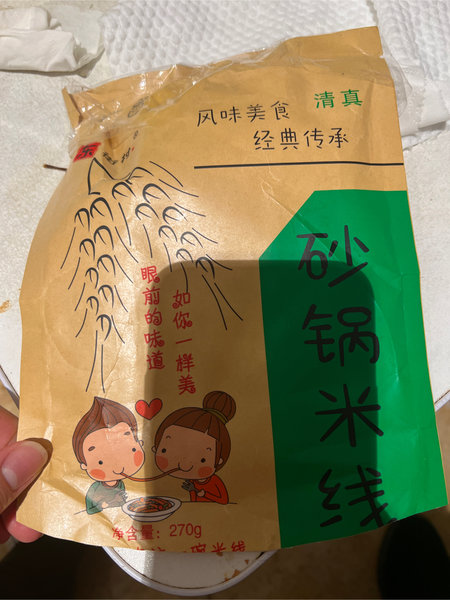 风味美食 清真
经典传承
东
砂锅米线
眼前的味道
如你一样美
净含量：270g